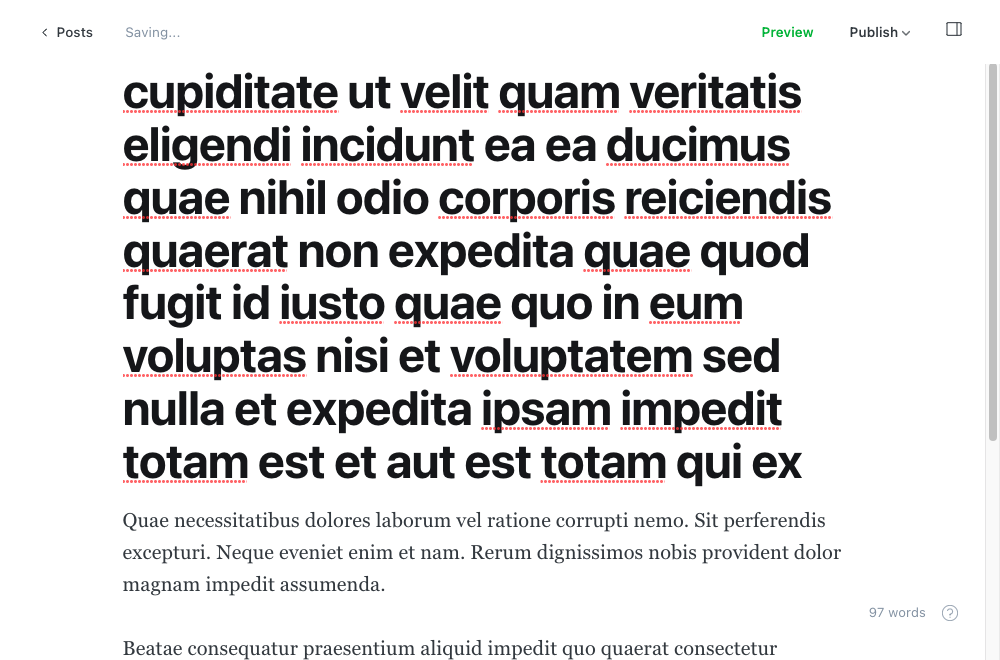 Posts
Saving...
Preview
Publish
cupiditate ut velit quam veritatis
eligendi incidunt ea ea ducimus
quae nihil odio corporis reiciendis
quaerat non expedita quae quod
fugit id iusto quae quo in eum
voluptas nisi et voluptatem sed
nulla et expedita ipsam impedit
totam est et aut est totam qui ex
Quae necessitatibus dolores laborum vel ratione corrupti nemo. Sit perferendis
excepturi. Neque eveniet enim et nam. Rerum dignissimos nobis provident dolor
magnam impedit assumenda.
97 words
?
Beatae consequatur praesentium aliquid impedit quo quaerat consectetur